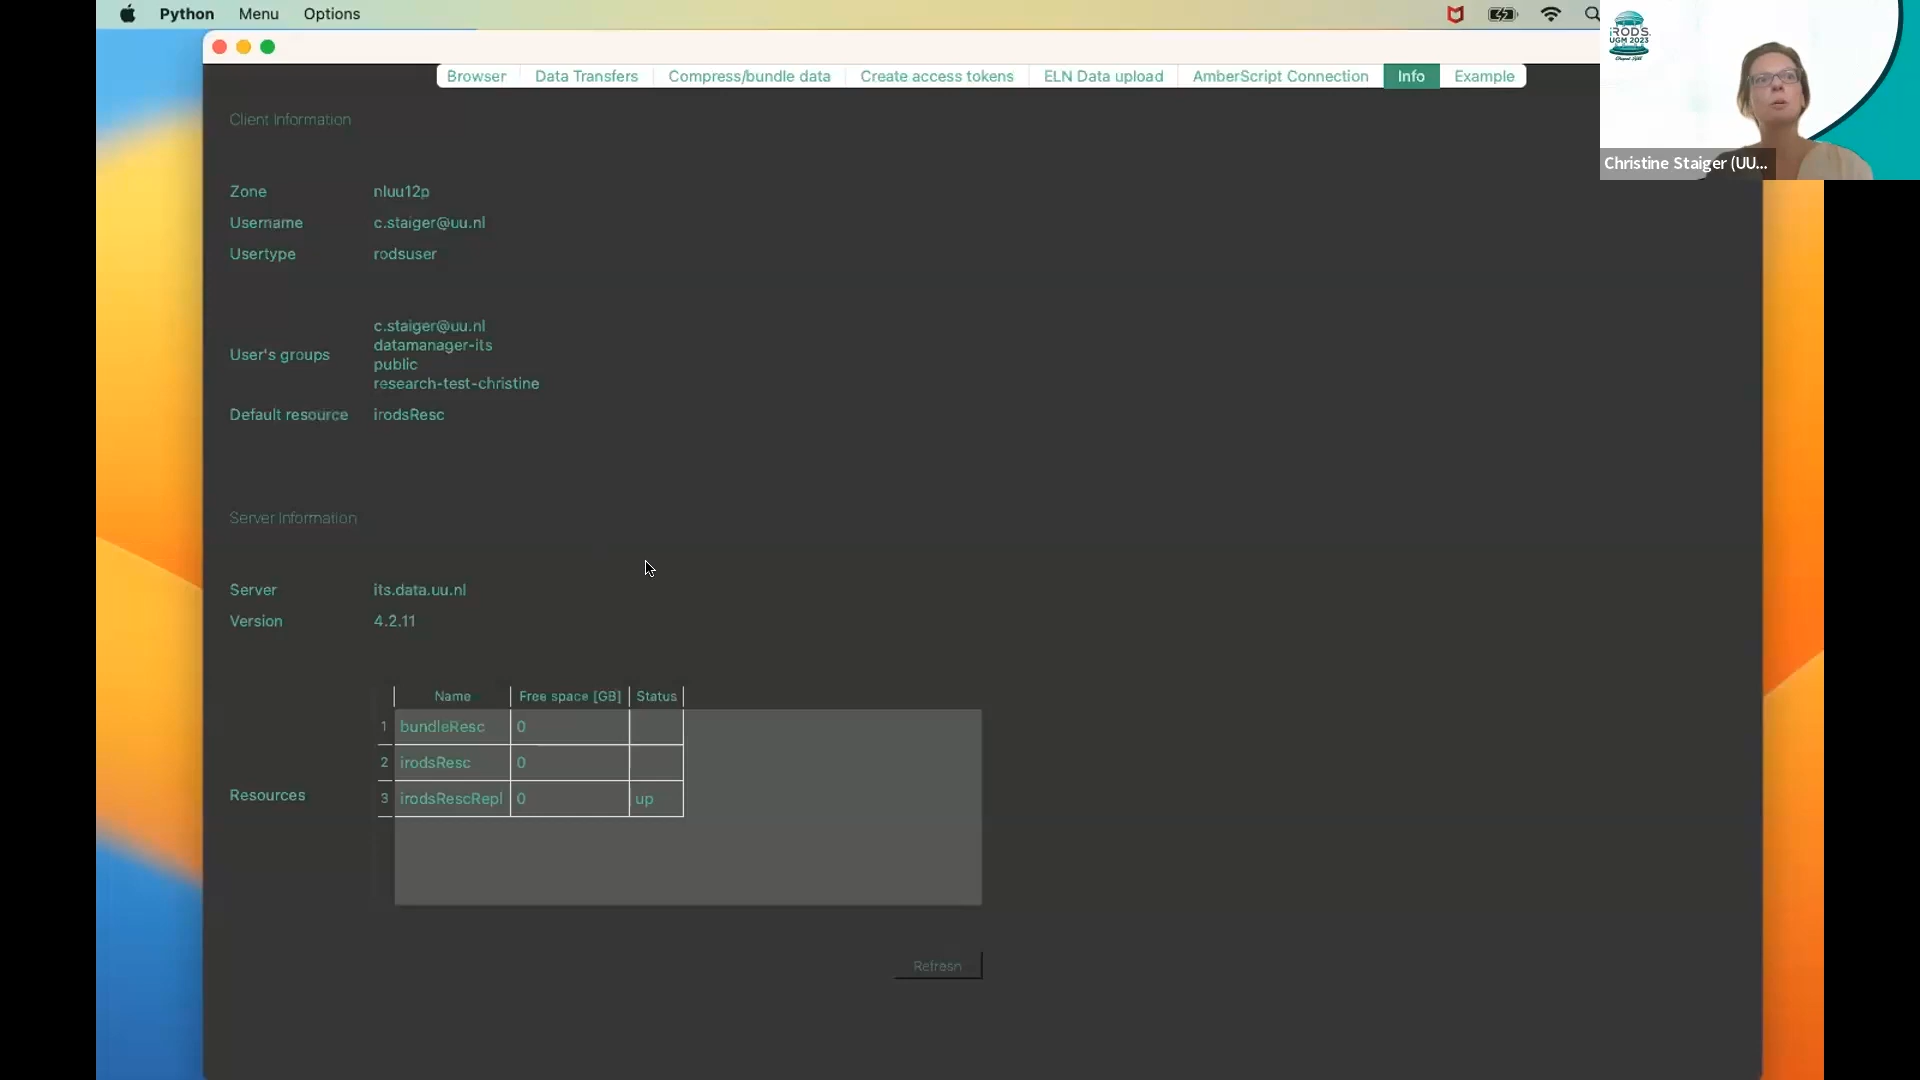 Python Menu Options
iRODS
UGM 2023
Browser Data Transfers Compress/bundle data Create access tokens ELN Data upload AmberScript Connection Info Example
Christine Staiger (UU...
Client Information
Zone nluu12p
Username c.staiger@uu.nl
Usertype rodsuser
User's groups
c.staiger@uu.nl
datamanager-its
public
research-test-christine
Default resource irodsResc
Server Information
Server its.data.uu.nl
Version 4.2.11
Resources
Name Free space [GB] Status
1 bundleResc 0
2 irodsResc 0
3 irodsRescRepl 0 up
Refresh